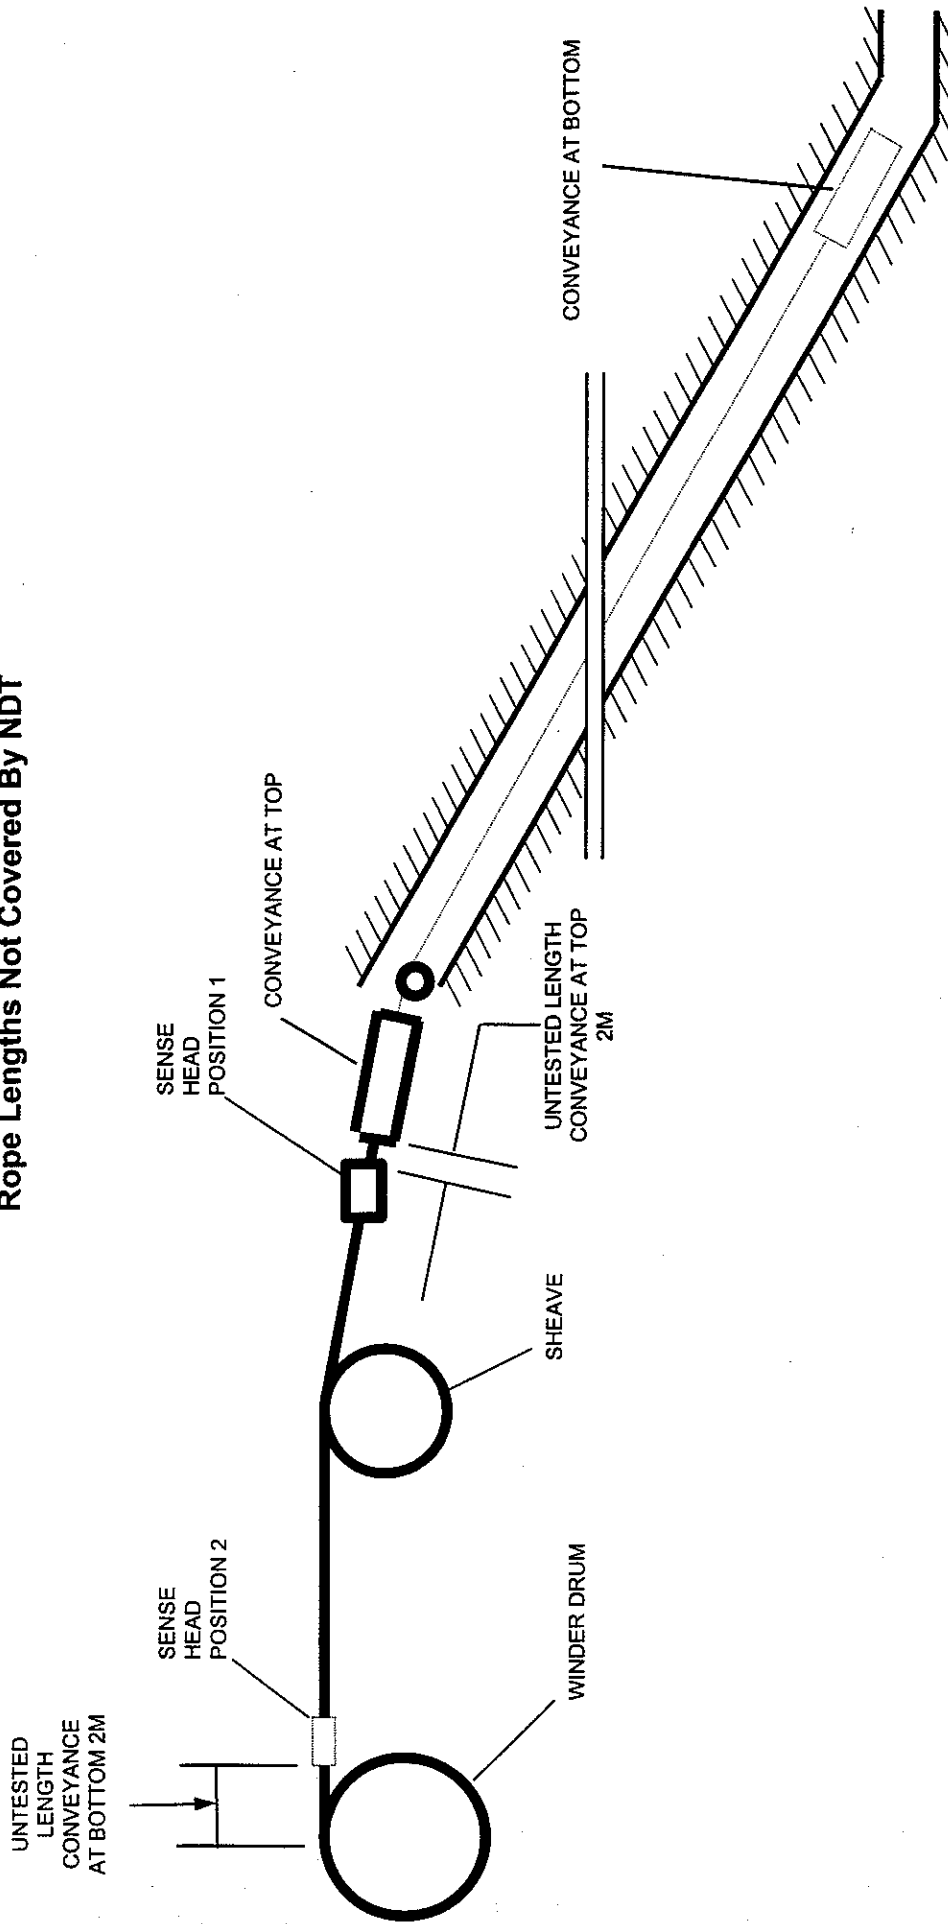 Rope Lengths Not Covered By NDT
UNTESTED
LENGTH
CONVEYANCE
AT BOTTOM 2M
SENSE
HEAD
POSITION 2
WINDER DRUM
SHEAVE
SENSE
HEAD
POSITION 1
CONVEYANCE AT TOP
UNTESTED LENGTH
CONVEYANCE AT TOP
2M
CONVEYANCE AT BOTTOM